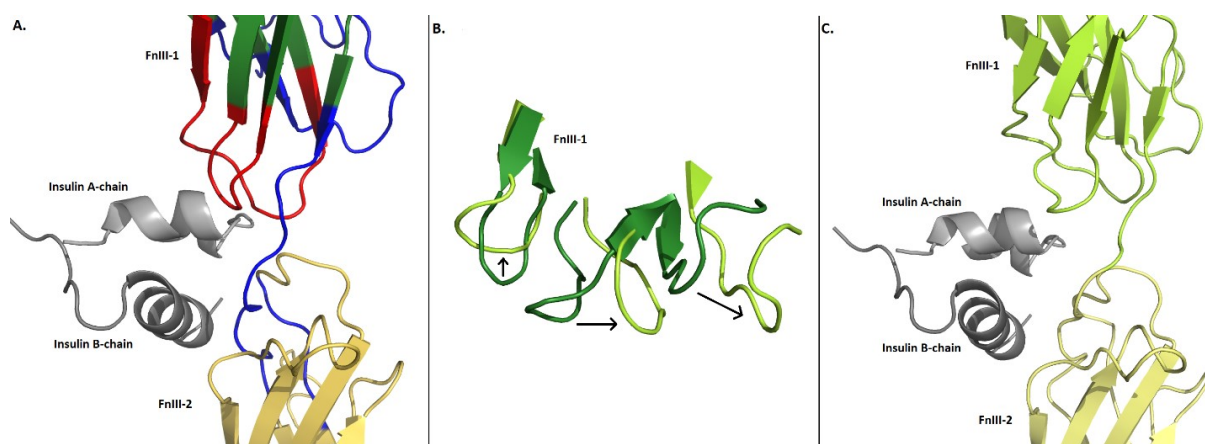 A.
FnIII-1
Insulin A-chain
Insulin B-chain
FnIII-2
B.
FnIII-1
C.
FnIII-1
Insulin A-chain
Insulin B-chain
FnIII-2